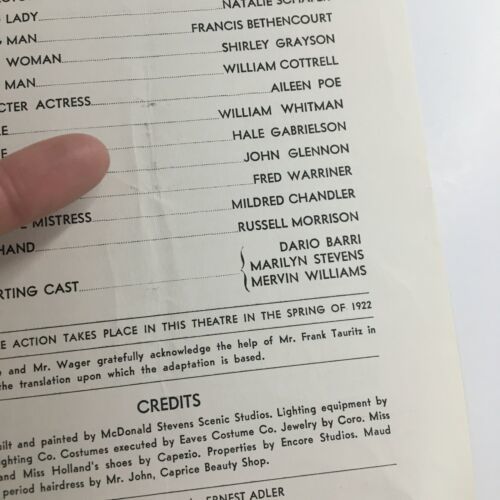 NATALIE SCHAFER
LADY
FRANCIS BETHENCOURT
MAN
SHIRLEY GRAYSON
WOMAN
WILLIAM COTTRELL
MAN
AILEEN POE
ACTRESS
WILLIAM WHITMAN
HALE GABRIELSON
JOHN GLENNON
FRED WARRINER
MILDRED CHANDLER
MISTRESS
RUSSELL MORRISON
HAND
DARIO BARRI
MARILYN STEVENS
RTING CAST
MERVIN WILLIAMS
E ACTION TAKES PLACE IN THIS THEATRE IN THE SPRING OF 1922
and Mr. Wager gratefully acknowledge the help of Mr. Frank Tauritz in
the translation upon which the adaptation is based.
CREDITS
ilt and painted by McDonald Stevens Scenic Studios. Lighting equipment by
ghting Co. Costumes executed by Eaves Costume Co. Jewelry by Coro. Miss
and Miss Holland's shoes by Capezio. Properties by Encore Studios. Maud
period hairdress by Mr. John, Caprice Beauty Shop.
ERNEST ADLER